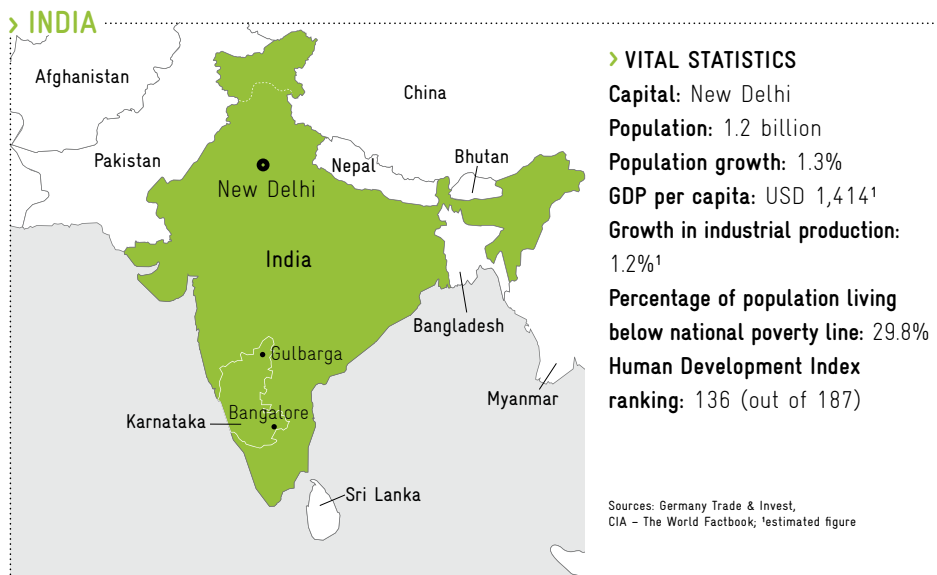 › INDIA
Afghanistan
China
Pakistan
Nepal
Bhutan
New Delhi
India
Bangladesh
Gulbarga
Myanmar
Karnataka
Bangalore
Sri Lanka
› VITAL STATISTICS
Capital: New Delhi
Population: 1.2 billion
Population growth: 1.3%
GDP per capita: USD 1,414¹
Growth in industrial production:
1.2%¹
Percentage of population living
below national poverty line: 29.8%
Human Development Index
ranking: 136 (out of 187)
Sources: Germany Trade & Invest,
CIA – The World Factbook; ¹estimated figure